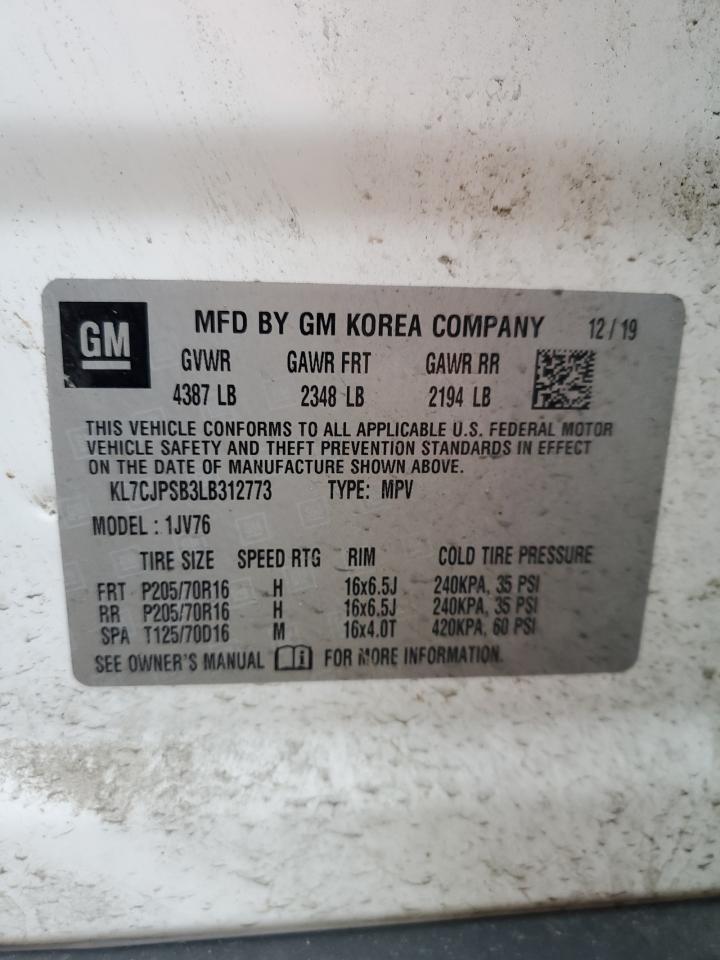 GM
MFD BY GM KOREA COMPANY 12/19
GVWR GAWR FRT GAWR RR
4387 LB 2348 LB 2194 LB
THIS VEHICLE CONFORMS TO ALL APPLICABLE U.S. FEDERAL MOTOR
VEHICLE SAFETY AND THEFT PREVENTION STANDARDS IN EFFECT
ON THE DATE OF MANUFACTURE SHOWN ABOVE.
KL7CJPSB3LB312773 TYPE: MPV
MODEL : 1JV76
TIRE SIZE SPEED RTG RIM COLD TIRE PRESSURE
FRT P205/70R16 H 16x6.5J 240KPA, 35 PSI
RR P205/70R16 H 16x6.5J 240KPA, 35 PSI
SPA T125/70D16 M 16x4.0T 420KPA, 60 PSI
SEE OWNER'S MANUAL i FOR MORE INFORMATION.